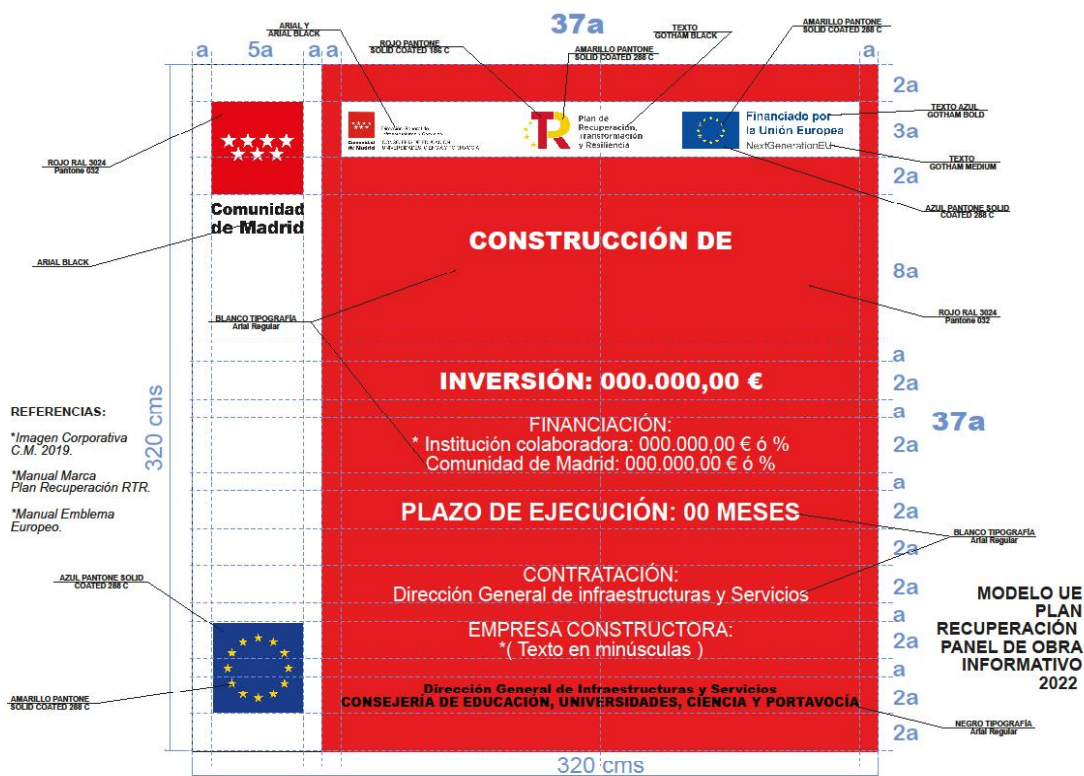 37a
ARIAL Y
ARIAL BLACK
ROJO PANTONE
SOLID COATED 186 C
AMARILLO PANTONE
SOLID COATED 288 C
TEXTO
GOTHAM BLACK
AMARILLO PANTONE
SOLID COATED 288 C
a
5a
a
a
a
2a
3a
2a
8a
a
2a
a
2a
a
2a
2a
2a
a
2a
a
2a
2a
37a
TEXTO AZUL
GOTHAM BOLD
TEXTO
GOTHAM MEDIUM
AZUL PANTONE SOLID
COATED 288 C
ROJO RAL 3024
Pantone 032
Comunidad
de Madrid
ARIAL BLACK
Comunidad
de Madrid
Plan de
Recuperación,
Transformación
y Resiliencia
Financiado por
la Unión Europea
NextGenerationEU
CONSTRUCCIÓN DE
BLANCO TIPOGRAFÍA
Arial Regular
ROJO RAL 3024
Pantone 032
INVERSIÓN: 000.000,00 €
FINANCIACIÓN:
* Institución colaboradora: 000.000,00 € ó %
Comunidad de Madrid: 000.000,00 € ó %
PLAZO DE EJECUCIÓN: 00 MESES
BLANCO TIPOGRAFÍA
Arial Regular
CONTRATACIÓN:
Dirección General de infraestructuras y Servicios
EMPRESA CONSTRUCTORA:
*( Texto en minúsculas )
Dirección General de Infraestructuras y Servicios
CONSEJERÍA DE EDUCACIÓN, UNIVERSIDADES, CIENCIA Y PORTAVOCÍA
NEGRO TIPOGRAFÍA
Arial Regular
REFERENCIAS:
*Imagen Corporativa
C.M. 2019.
*Manual Marca
Plan Recuperación RTR.
*Manual Emblema
Europeo.
320 cms
AZUL PANTONE SOLID
COATED 288 C
AMARILLO PANTONE
SOLID COATED 288 C
MODELO UE
PLAN
RECUPERACIÓN
PANEL DE OBRA
INFORMATIVO
2022
320 cms